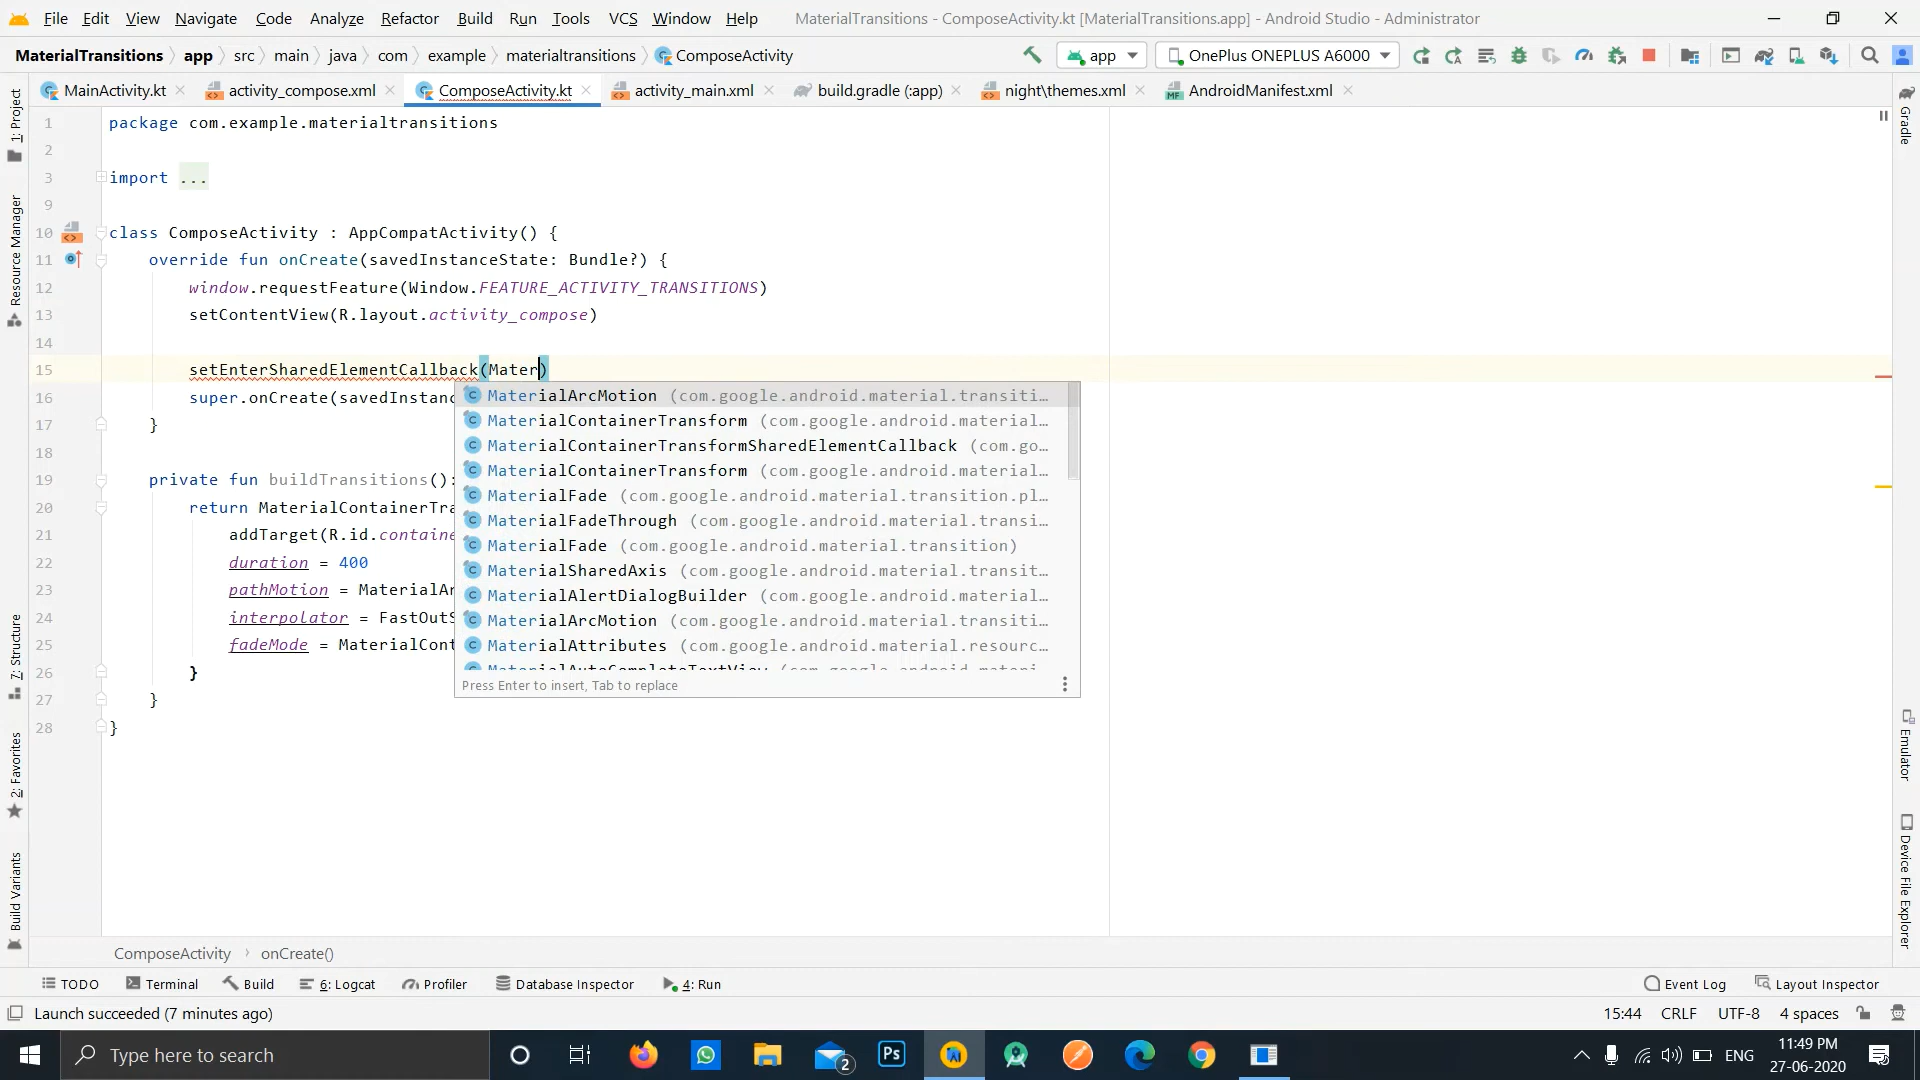 File Edit View Navigate Code Analyze Refactor Build Run Tools VCS Window Help MaterialTransitions - ComposeActivity.kt [MaterialTransitions.app] - Android Studio - Administrator
MaterialTransitions app src main java com example materialtransitions ComposeActivity app OnePlus ONEPLUS A6000
MainActivity.kt activity_compose.xml ComposeActivity.kt activity_main.xml build.gradle (:app) night\themes.xml AndroidManifest.xml
1: Project
Resource Manager
7: Structure
2: Favorites
Build Variants
1 package com.example.materialtransitions
2
3 import ...
9
10 class ComposeActivity : AppCompatActivity() {
11 override fun onCreate(savedInstanceState: Bundle?) {
12 window.requestFeature(Window.FEATURE_ACTIVITY_TRANSITIONS)
13 setContentView(R.layout.activity_compose)
14
15 setEnterSharedElementCallback(Mater)
16 super.onCreate(savedInstanc
17 }
18
19 private fun buildTransitions():
20 return MaterialContainerTra
21 addTarget(R.id.containe
22 duration = 400
23 pathMotion = MaterialAr
24 interpolator = FastOutS
25 fadeMode = MaterialCont
26 }
27 }
28 }
MaterialArcMotion (com.google.android.material.transiti…
MaterialContainerTransform (com.google.android.material…
MaterialContainerTransformSharedElementCallback (com.go…
MaterialContainerTransform (com.google.android.material…
MaterialFade (com.google.android.material.transition.pl…
MaterialFadeThrough (com.google.android.material.transi…
MaterialFade (com.google.android.material.transition)
MaterialSharedAxis (com.google.android.material.transit…
MaterialAlertDialogBuilder (com.google.android.material…
MaterialArcMotion (com.google.android.material.transiti…
MaterialAttributes (com.google.android.material.resourc…
Press Enter to insert, Tab to replace
Gradle
Emulator
Device File Explorer
ComposeActivity onCreate()
TODO Terminal Build 6: Logcat Profiler Database Inspector 4: Run Event Log Layout Inspector
Launch succeeded (7 minutes ago) 15:44 CRLF UTF-8 4 spaces
Type here to search 2 Ps ENG 11:49 PM
27-06-2020